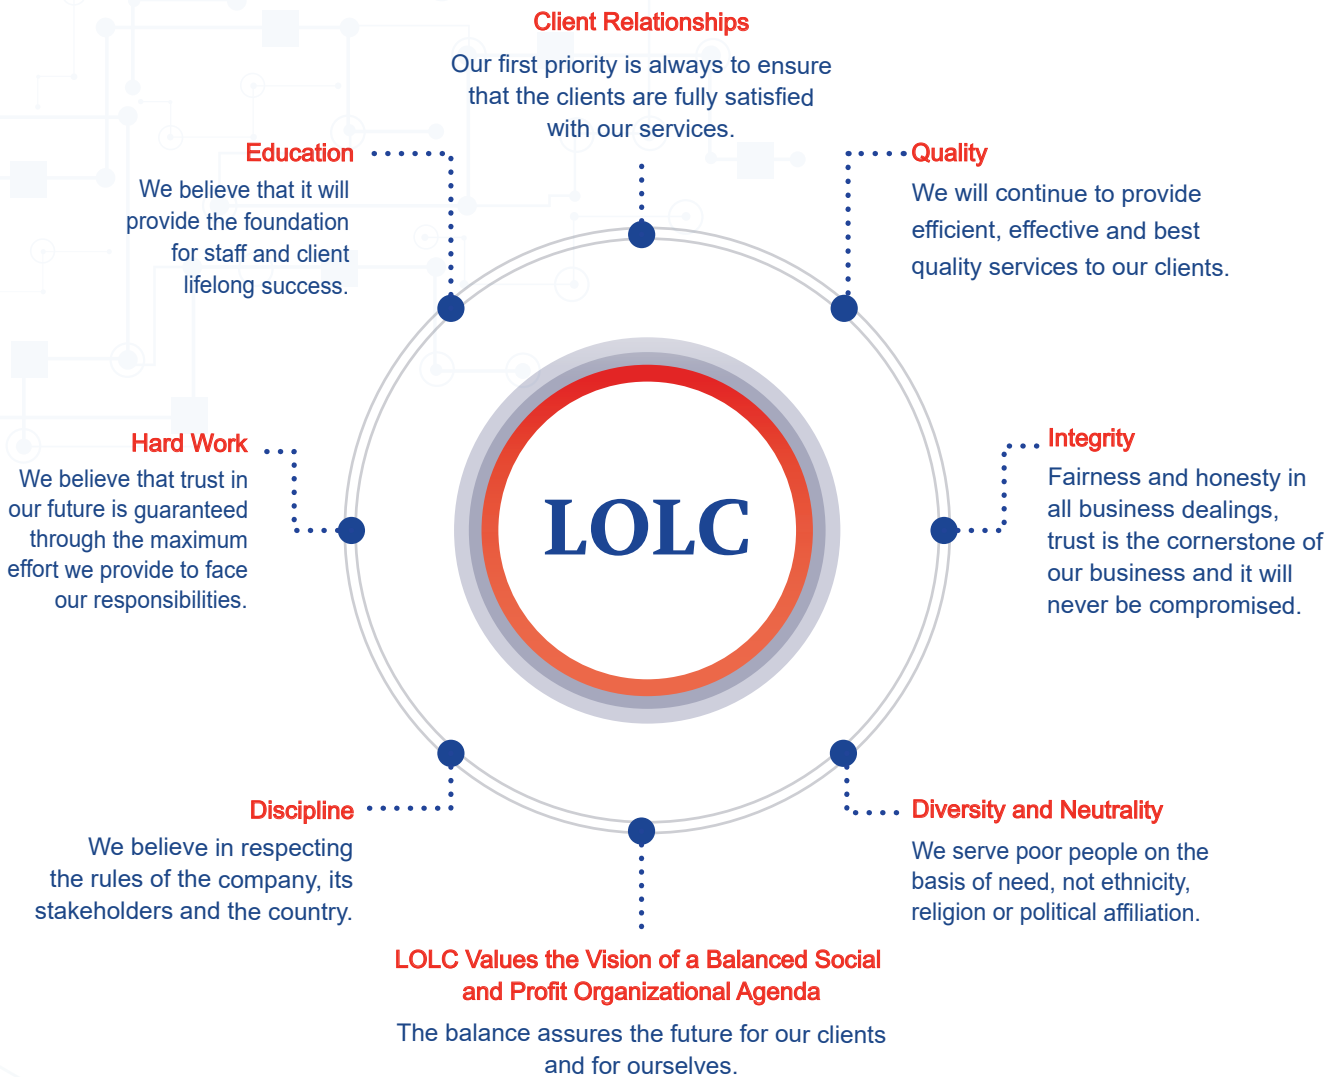 Client Relationships
Our first priority is always to ensure
that the clients are fully satisfied
with our services.
Education
We believe that it will
provide the foundation
for staff and client
lifelong success.
Quality
We will continue to provide
efficient, effective and best
quality services to our clients.
Hard Work
We believe that trust in
our future is guaranteed
through the maximum
effort we provide to face
our responsibilities.
LOLC
Integrity
Fairness and honesty in
all business dealings,
trust is the cornerstone of
our business and it will
never be compromised.
Discipline
We believe in respecting
the rules of the company, its
stakeholders and the country.
Diversity and Neutrality
We serve poor people on the
basis of need, not ethnicity,
religion or political affiliation.
LOLC Values the Vision of a Balanced Social
and Profit Organizational Agenda
The balance assures the future for our clients
and for ourselves.